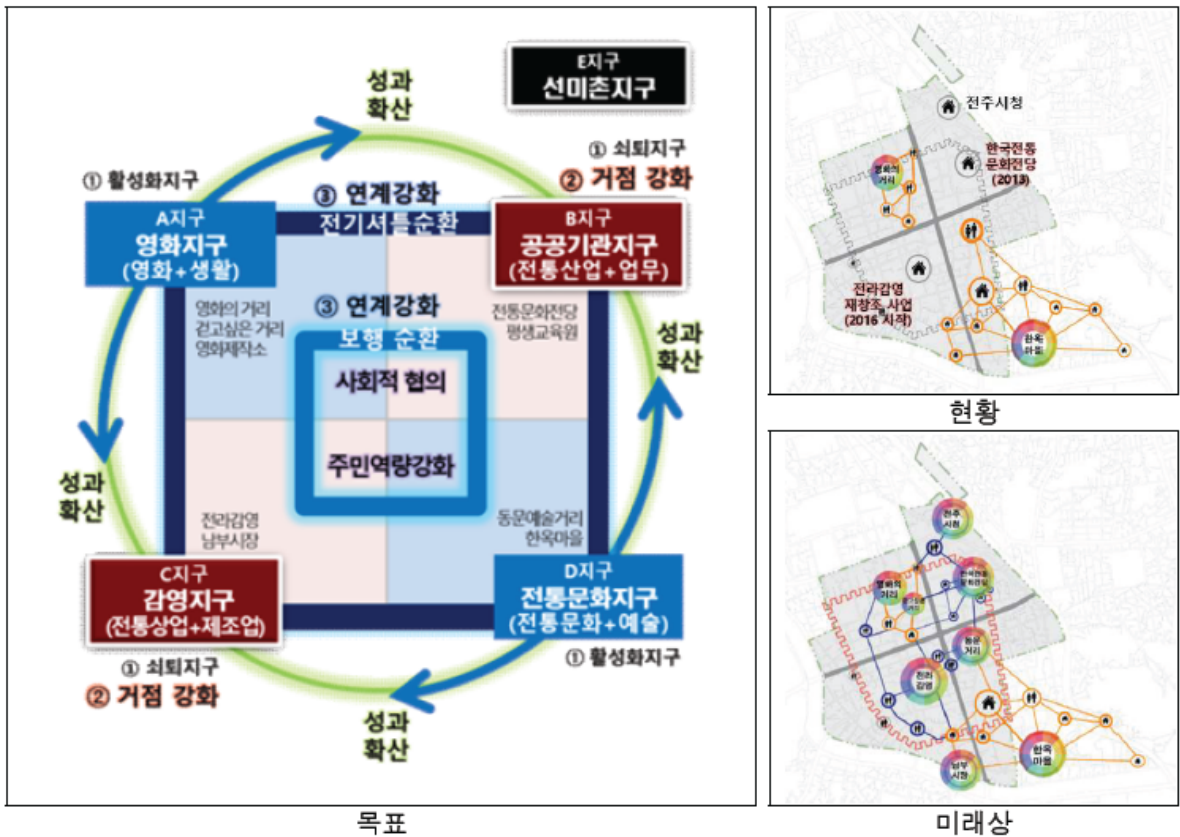 E지구
선미촌지구
성과
확산
① 쇠퇴지구
② 거점 강화
① 활성화지구
③ 연계강화
전기셔틀순환
A지구
영화지구
(영화+생활)
B지구
공공기관지구
(전통산업+업무)
영화의 거리
걷고싶은 거리
영화제작소
③ 연계강화
보행 순환
전통문화전당
평생교육원
사회적 협의
주민역량강화
성과
확산
성과
확산
전라감영
남부시장
동문예술거리
한옥마을
C지구
감영지구
(전통상업+제조업)
D지구
전통문화지구
(전통문화+예술)
① 쇠퇴지구
② 거점 강화
① 활성화지구
성과
확산
목표
전주시청
한국전통
문화전당
(2013)
영화의
거리
전라감영
재창조 사업
(2016 시작)
한옥
마을
현황
전주
시청
영화의
거리
한국전통
문화전당
동문
거리
전라
감영
한옥
마을
남부
시장
미래상